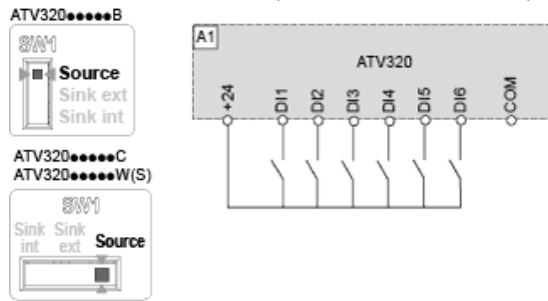 ATV320●●●●●B
SW1
Source
Sink ext
Sink int
ATV320●●●●●C
ATV320●●●●●W(S)
SW1
Sink int
Sink ext
Source
A1
ATV320
+24
DI1
DI2
DI3
DI4
DI5
DI6
COM